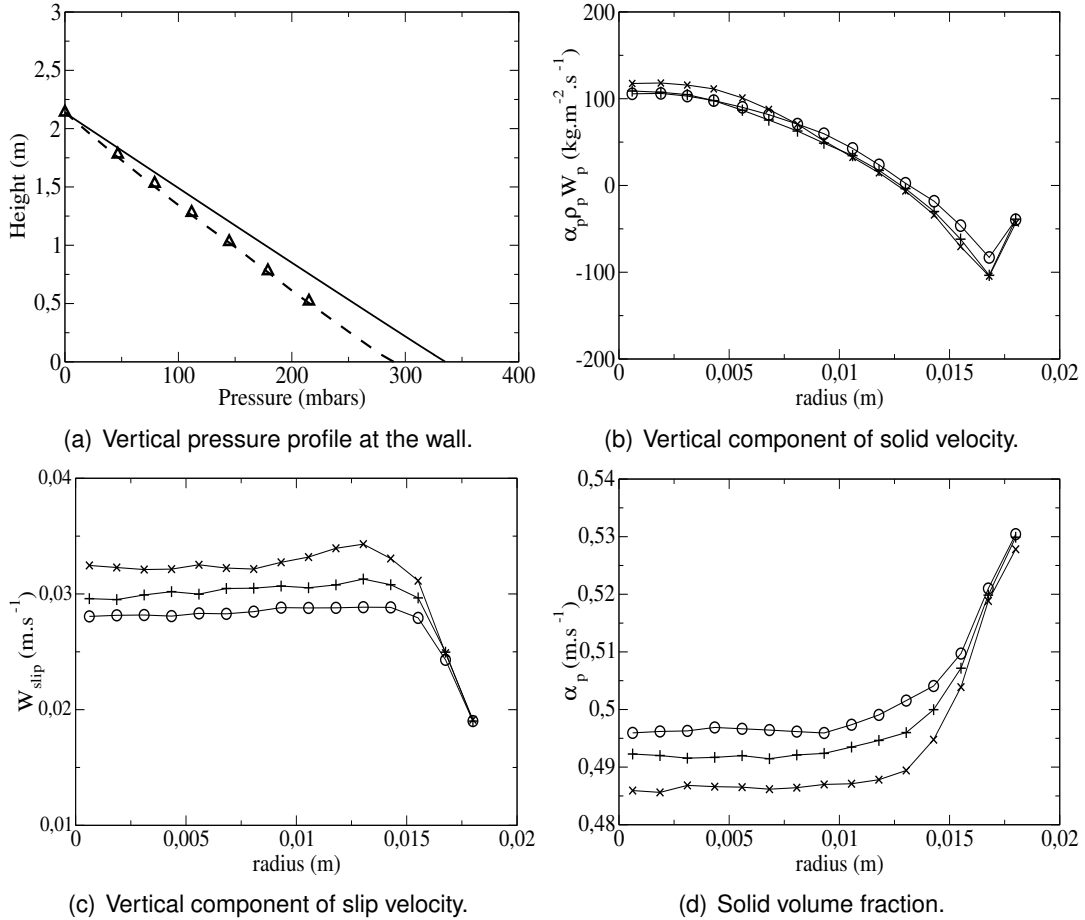 3
2,5
2
1,5
1
0,5
0
Height (m)
0 100 200 300 400
Pressure (mbars)
(a) Vertical pressure profile at the wall.
200
100
0
-100
-200
α_p ρ_p W_p (kg.m^-2.s^-1)
0 0,005 0,01 0,015 0,02
radius (m)
(b) Vertical component of solid velocity.
0,04
0,03
0,02
0,01
W_slip (m.s^-1)
0 0,005 0,01 0,015 0,02
radius (m)
(c) Vertical component of slip velocity.
0,54
0,53
0,52
0,51
0,5
0,49
0,48
α_p (m.s^-1)
0 0,005 0,01 0,015 0,02
radius (m)
(d) Solid volume fraction.